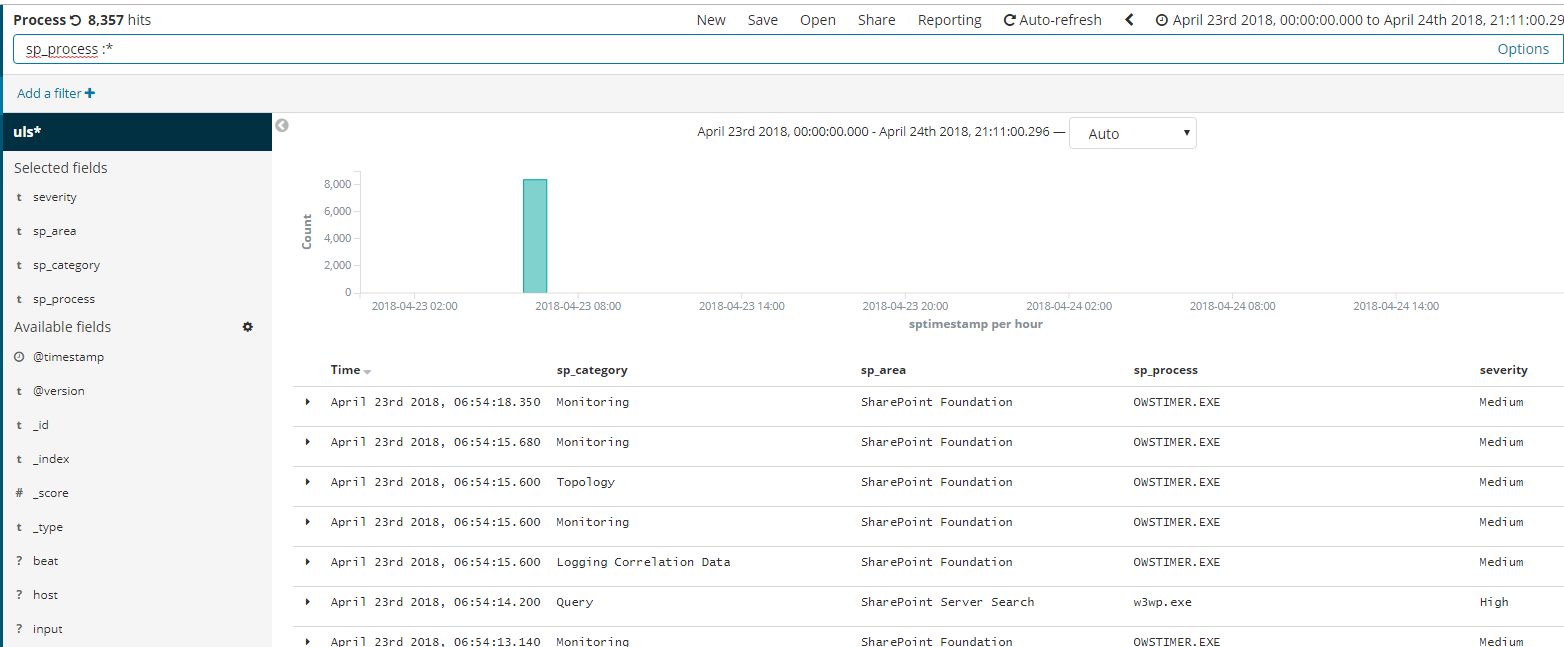 Process 8,357 hits New Save Open Share Reporting Auto-refresh April 23rd 2018, 00:00:00.000 to April 24th 2018, 21:11:00.29
sp_process :* Options
Add a filter
uls*
Selected fields
t severity
t sp_area
t sp_category
t sp_process
Available fields
@timestamp
t @version
t _id
t _index
# _score
t _type
? beat
? host
? input
April 23rd 2018, 00:00:00.000 - April 24th 2018, 21:11:00.296 — Auto
Count
8,000
6,000
4,000
2,000
0
2018-04-23 02:00 2018-04-23 08:00 2018-04-23 14:00 2018-04-23 20:00 2018-04-24 02:00 2018-04-24 08:00 2018-04-24 14:00
sptimestamp per hour
Time sp_category sp_area sp_process severity
April 23rd 2018, 06:54:18.350 Monitoring SharePoint Foundation OWSTIMER.EXE Medium
April 23rd 2018, 06:54:15.680 Monitoring SharePoint Foundation OWSTIMER.EXE Medium
April 23rd 2018, 06:54:15.600 Topology SharePoint Foundation OWSTIMER.EXE Medium
April 23rd 2018, 06:54:15.600 Monitoring SharePoint Foundation OWSTIMER.EXE Medium
April 23rd 2018, 06:54:15.600 Logging Correlation Data SharePoint Foundation OWSTIMER.EXE Medium
April 23rd 2018, 06:54:14.200 Query SharePoint Server Search w3wp.exe High
April 23rd 2018, 06:54:13.140 Monitoring SharePoint Foundation OWSTIMER.EXE Medium